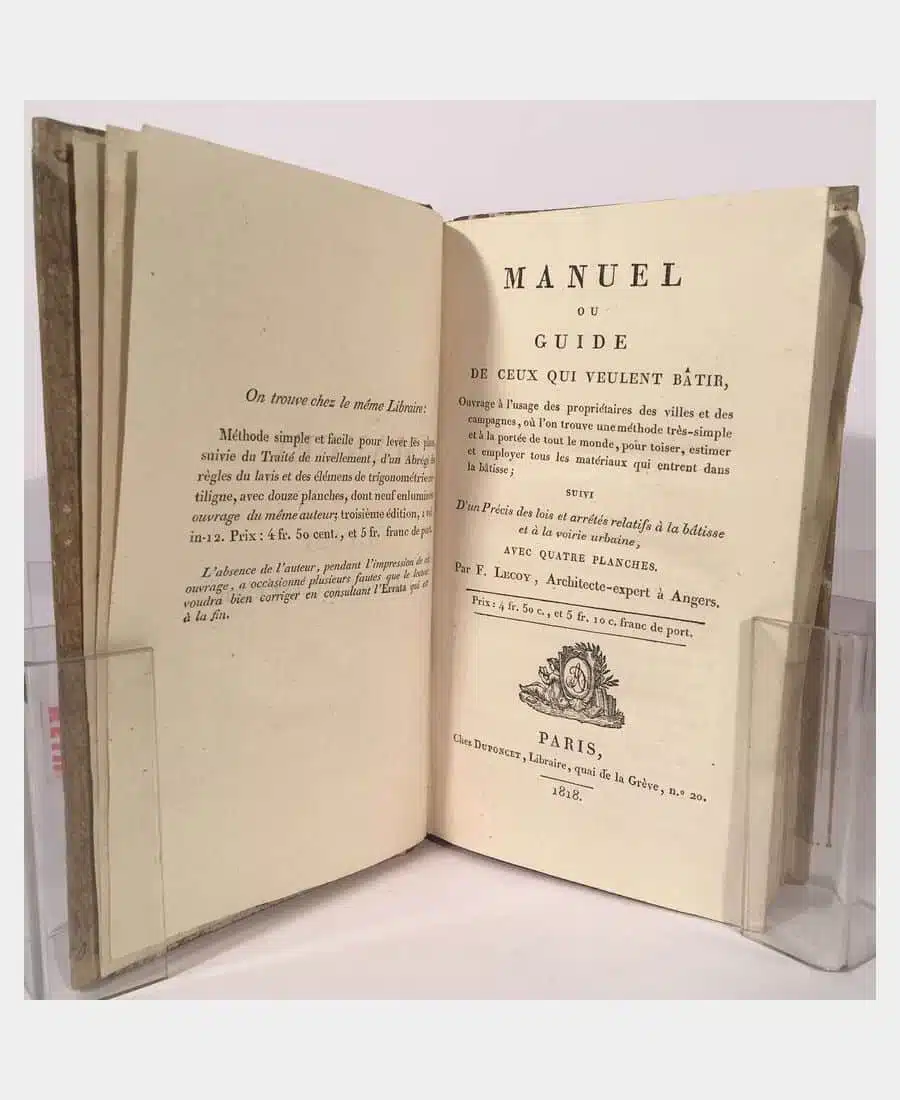 On trouve chez le même Libraire:
Méthode simple et facile pour lever les plans,
suivie du Traité de nivellement, d'un Abrégé
règles du lavis et des élémens de trigonométrie
tiligne, avec douze planches, dont neuf enluminées
ouvrage du même auteur; troisième édition, 1
in-12. Prix: 4 fr. 50 cent., et 5 fr. franc de port.
L'absence de l'auteur, pendant l'impression de cet
ouvrage, a occasionné plusieurs fautes que le lecteur
voudra bien corriger en consultant l'Errata qui est
à la fin.
MANUEL
OU
GUIDE
DE CEUX QUI VEULENT BÂTIR,
Ouvrage à l'usage des propriétaires des villes et des
campagnes, où l'on trouve une méthode très-simple
et à la portée de tout le monde, pour toiser, estimer
et employer tous les matériaux qui entrent dans
la bâtisse;
SUIVI
D'un Précis des lois et arrêtés relatifs à la bâtisse
et à la voirie urbaine,
AVEC QUATRE PLANCHES.
Par F. LECOY, Architecte-expert à Angers.
Prix: 4 fr. 50 c., et 5 fr. 10 c. franc de port.
PARIS,
Chez DUPONCET, Libraire, quai de la Grève, n.º 20.
1818.